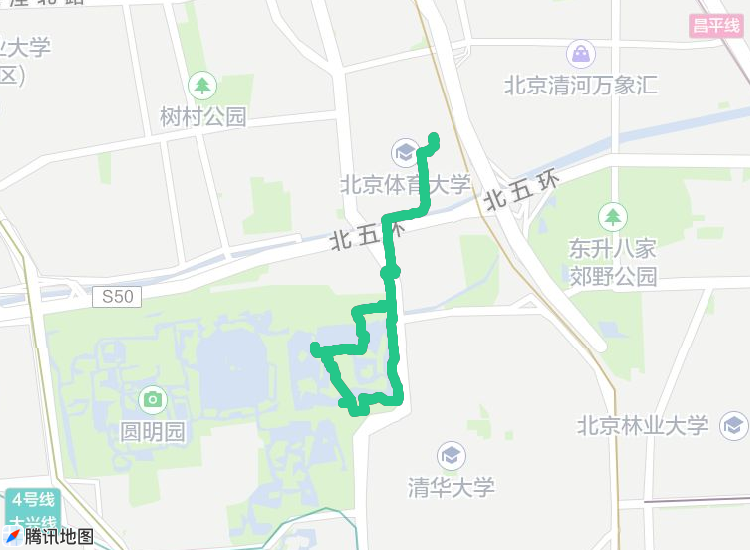 昌平线
业大学
区)
北京清河万象汇
树村公园
北京体育大学
北五环
北五环
东升八家
郊野公园
S50
圆明园
北京林业大学
清华大学
4号线
大兴线
腾讯地图